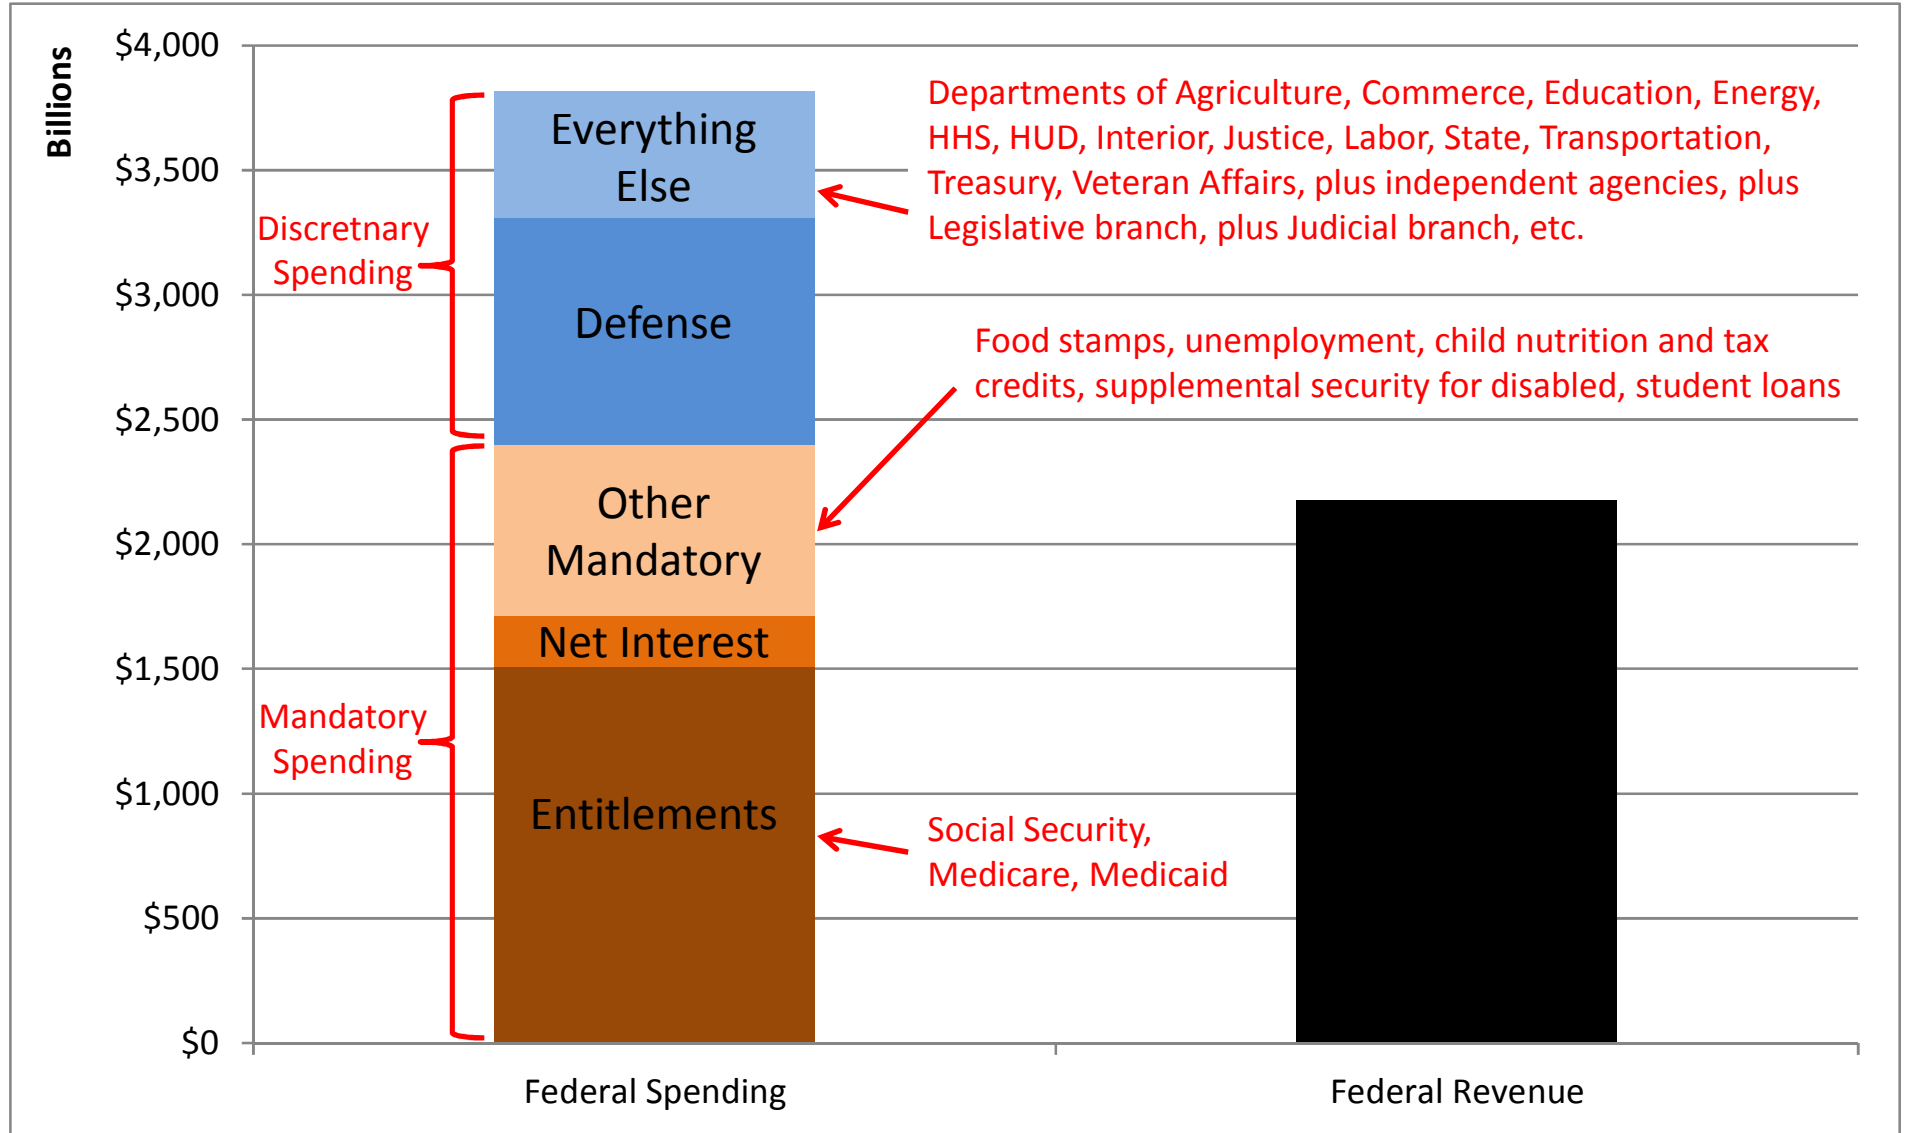 Billions
$4,000
$3,500
$3,000
$2,500
$2,000
$1,500
$1,000
$500
$0
Everything
Else
Defense
Other
Mandatory
Net Interest
Entitlements
Discretnary
Spending
Mandatory
Spending
Departments of Agriculture, Commerce, Education, Energy,
HHS, HUD, Interior, Justice, Labor, State, Transportation,
Treasury, Veteran Affairs, plus independent agencies, plus
Legislative branch, plus Judicial branch, etc.
Food stamps, unemployment, child nutrition and tax
credits, supplemental security for disabled, student loans
Social Security,
Medicare, Medicaid
Federal Spending
Federal Revenue